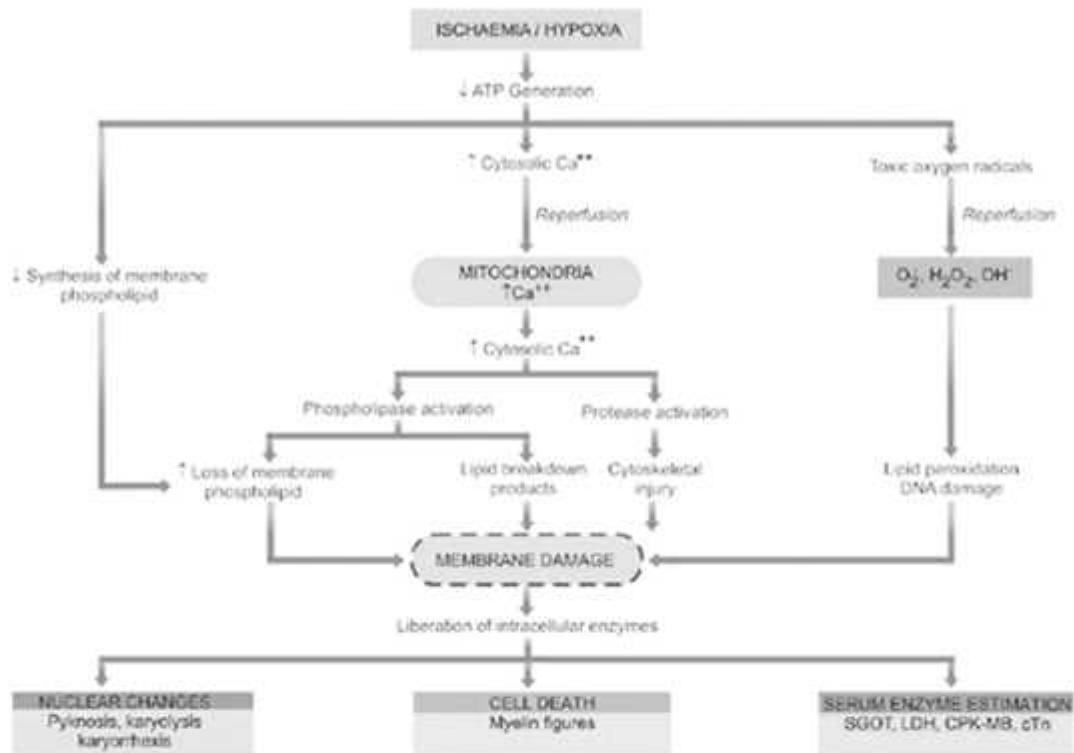 ISCHAEMIA / HYPOXIA
↓ ATP Generation
↑ Cytosolic Ca++
Toxic oxygen radicals
Reperfusion
Reperfusion
↓ Synthesis of membrane
phospholipid
MITOCHONDRIA
↑Ca++
O2-, H2O2, OH-
↑ Cytosolic Ca++
Phospholipase activation
Protease activation
↑ Loss of membrane
phospholipid
Lipid breakdown
products
Cytoskeletal
injury
Lipid peroxidation
DNA damage
MEMBRANE DAMAGE
Liberation of intracellular enzymes
NUCLEAR CHANGES
Pyknosis, karyolysis
karyorrhexis
CELL DEATH
Myelin figures
SERUM ENZYME ESTIMATION
SGOT, LDH, CPK-MB, cTn